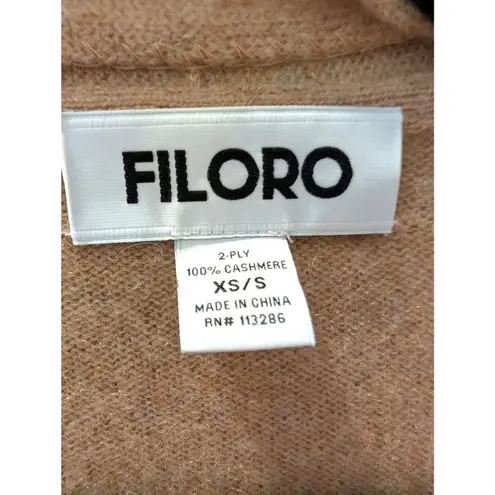 FILORO
2-PLY
100% CASHMERE
XS/S
MADE IN CHINA
RN# 113286